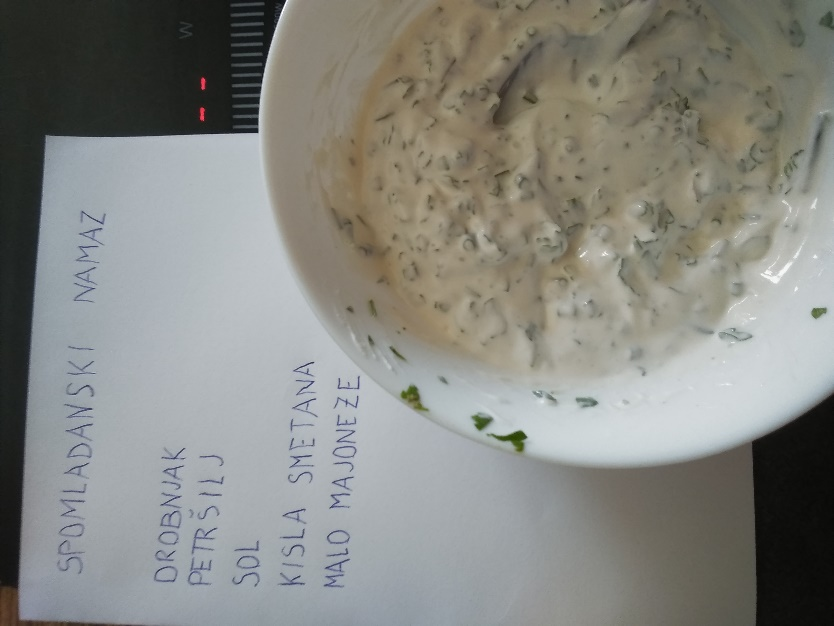 SPOMLADANSKI NAMAZ
DROBNJAK
PETRŠILJ
SOL
KISLA SMETANA
MALO MAJONEZE
W